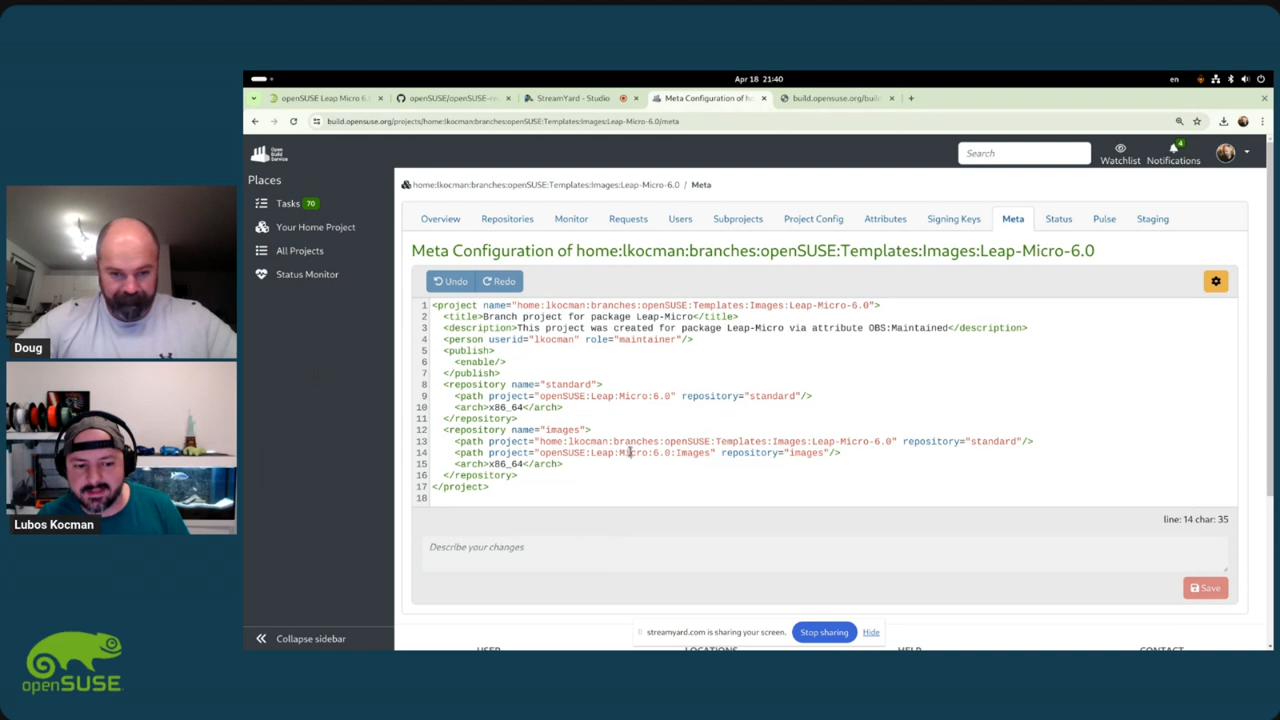 Apr 18 21:40
en
openSUSE Leap Micro 6.
openSUSE/openSUSE-re
StreamYard - Studio
Meta Configuration of h
build.opensuse.org/buil
build.opensuse.org/projects/home:lkocman:branches:openSUSE:Templates:Images:Leap-Micro-6.0/meta
Open Build Service
Search
Watchlist
4
Notifications
Places
Tasks 70
Your Home Project
All Projects
Status Monitor
Collapse sidebar
home:lkocman:branches:openSUSE:Templates:Images:Leap-Micro-6.0 / Meta
Overview
Repositories
Monitor
Requests
Users
Subprojects
Project Config
Attributes
Signing Keys
Meta
Status
Pulse
Staging
Meta Configuration of home:lkocman:branches:openSUSE:Templates:Images:Leap-Micro-6.0
Undo
Redo
1 <project name="home:lkocman:branches:openSUSE:Templates:Images:Leap-Micro-6.0">
2 <title>Branch project for package Leap-Micro</title>
3 <description>This project was created for package Leap-Micro via attribute OBS:Maintained</description>
4 <person userid="lkocman" role="maintainer"/>
5 <publish>
6 <enable/>
7 </publish>
8 <repository name="standard">
9 <path project="openSUSE:Leap:Micro:6.0" repository="standard"/>
10 <arch>x86_64</arch>
11 </repository>
12 <repository name="images">
13 <path project="home:lkocman:branches:openSUSE:Templates:Images:Leap-Micro-6.0" repository="standard"/>
14 <path project="openSUSE:Leap:Micro:6.0:Images" repository="images"/>
15 <arch>x86_64</arch>
16 </repository>
17 </project>
18
line: 14 char: 35
Describe your changes
Save
streamyard.com is sharing your screen.
Stop sharing
Hide
USER
LOCATIONS
HELP
CONTACT
Doug
Lubos Kocman
openSUSE